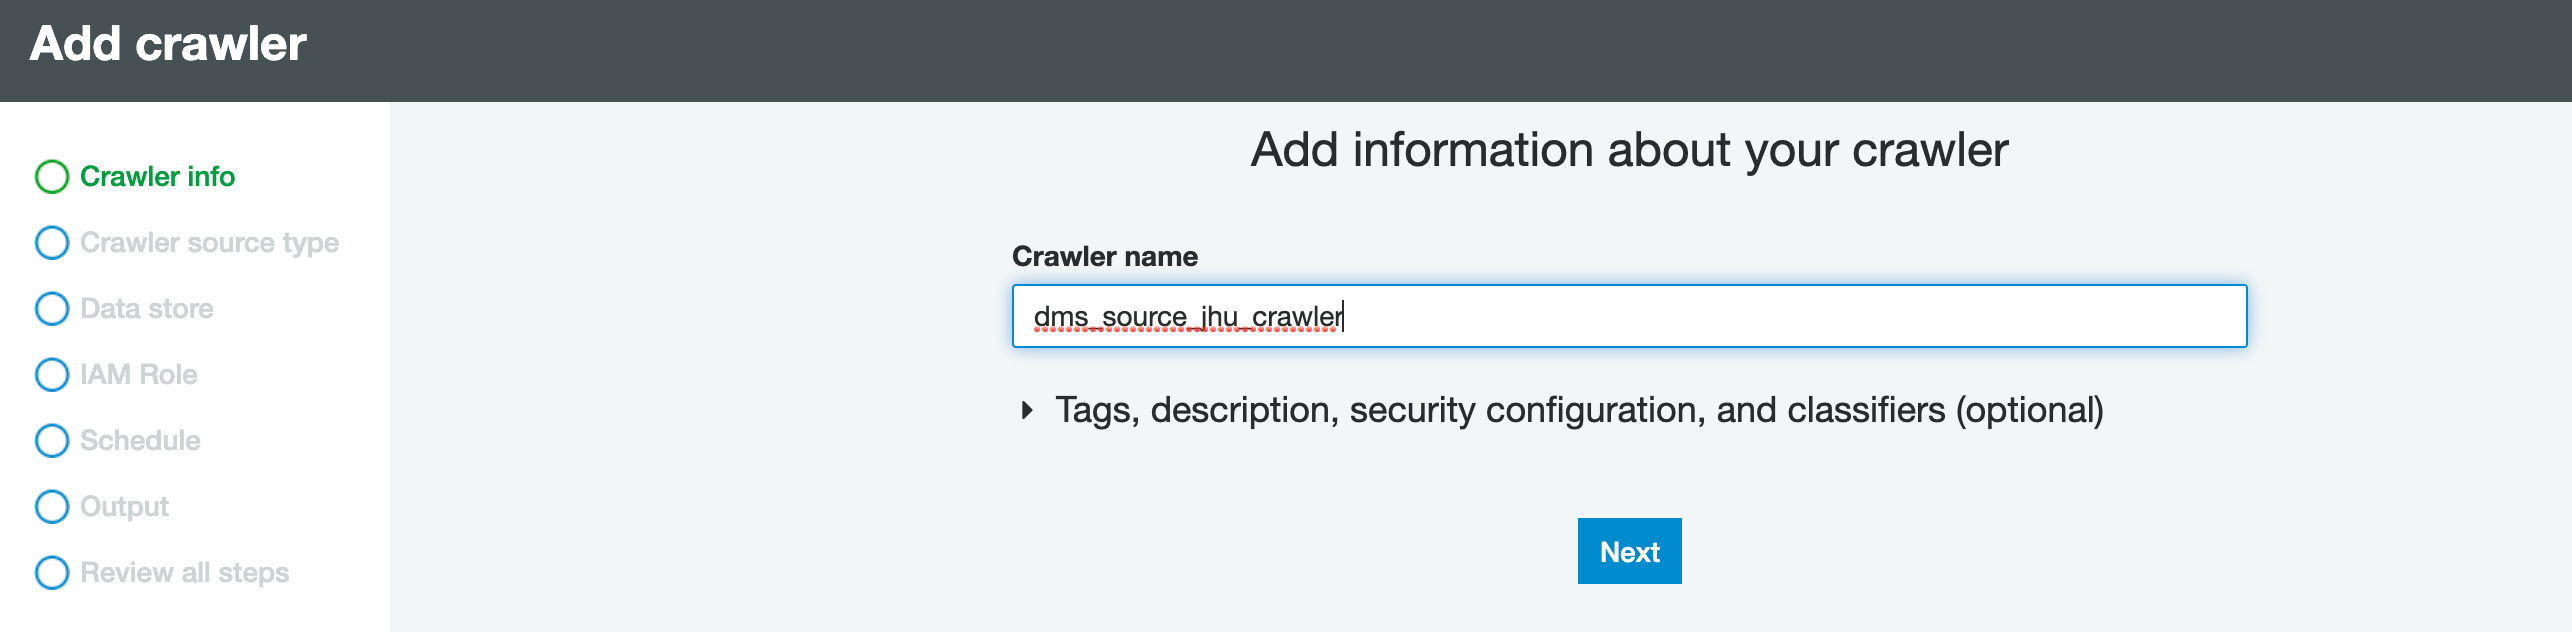 Add crawler
Crawler info
Crawler source type
Data store
IAM Role
Schedule
Output
Review all steps
Add information about your crawler
Crawler name
dms_source_jhu_crawler
Tags, description, security configuration, and classifiers (optional)
Next